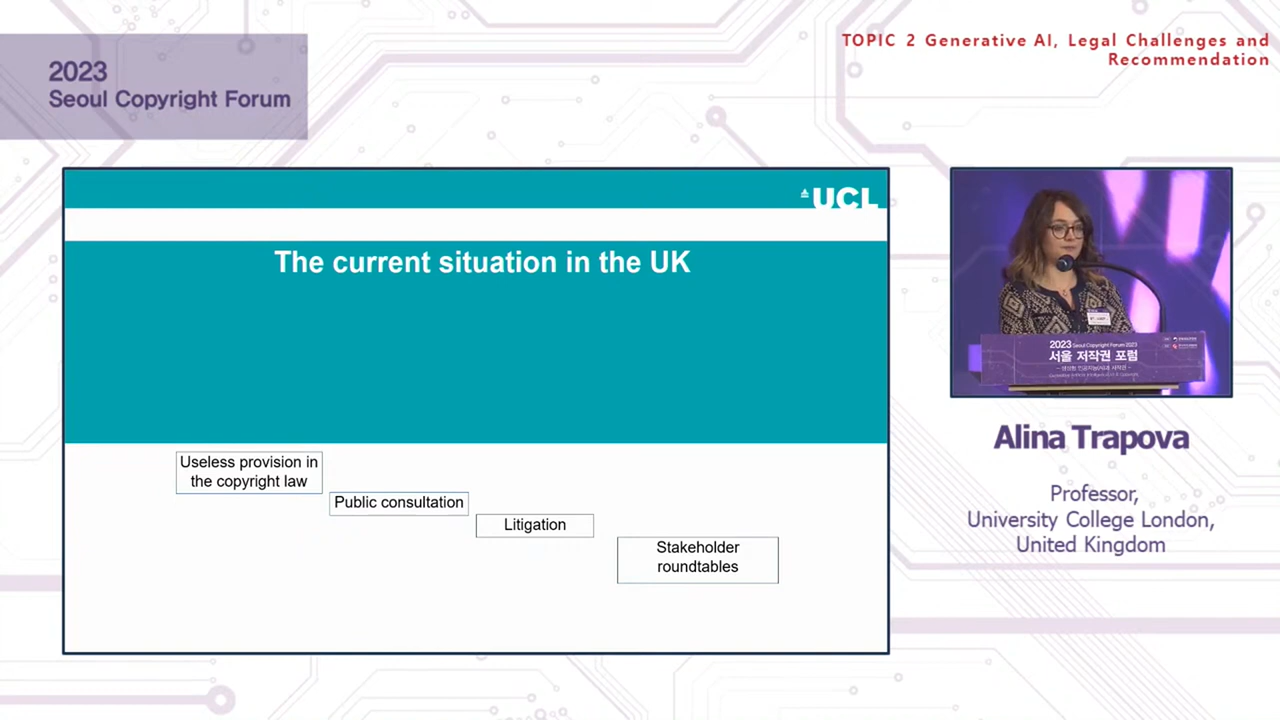 2023
Seoul Copyright Forum
TOPIC 2 Generative AI, Legal Challenges and
Recommendation
UCL
The current situation in the UK
Useless provision in
the copyright law
Public consultation
Litigation
Stakeholder
roundtables
2023 Seoul Copyright Forum 2023
서울 저작권 포럼
Alina Trapova
Professor,
University College London,
United Kingdom